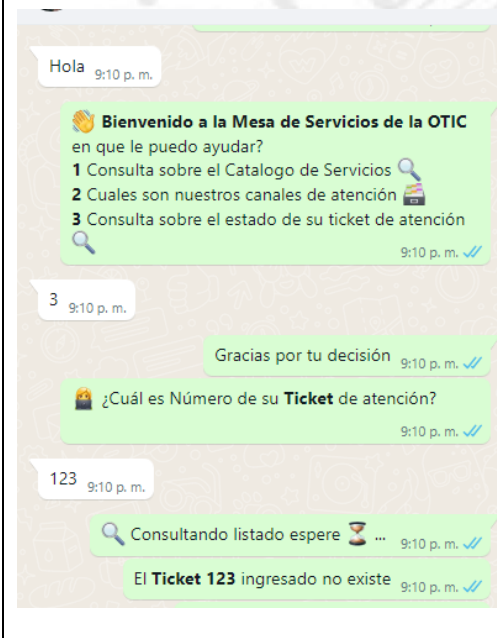 Hola 9:10 p. m.
👋 Bienvenido a la Mesa de Servicios de la OTIC
en que le puedo ayudar?
1 Consulta sobre el Catalogo de Servicios 🔍
2 Cuales son nuestros canales de atención 🗃️
3 Consulta sobre el estado de su ticket de atención
🔍
9:10 p. m.
3 9:10 p. m.
Gracias por tu decisión 9:10 p. m.
👩‍💻 ¿Cuál es Número de su Ticket de atención?
9:10 p. m.
123 9:10 p. m.
🔍 Consultando listado espere ⏳ ... 9:10 p. m.
El Ticket 123 ingresado no existe 9:10 p. m.